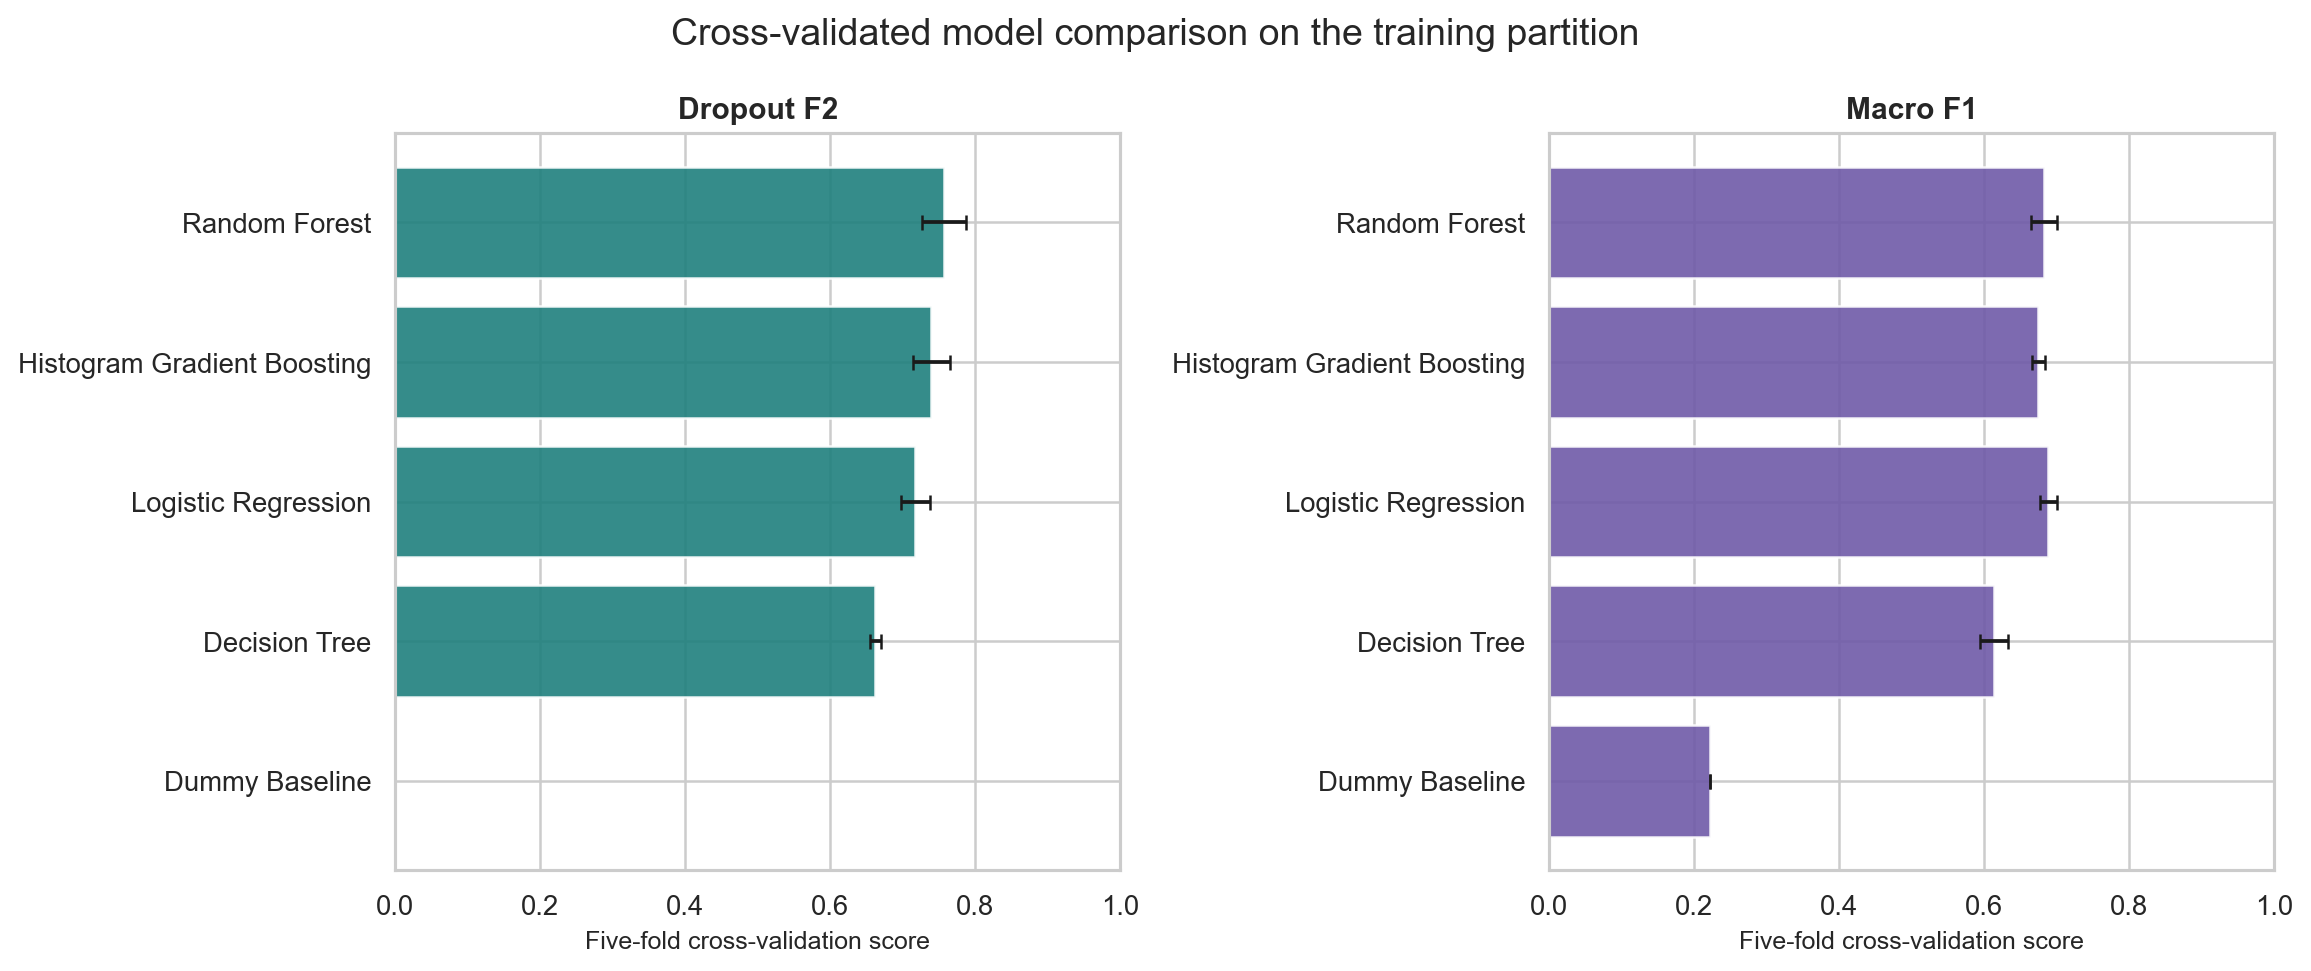 Cross-validated model comparison on the training partition
Dropout F2
Random Forest
Histogram Gradient Boosting
Logistic Regression
Decision Tree
Dummy Baseline
0.0 0.2 0.4 0.6 0.8 1.0
Five-fold cross-validation score
Macro F1
Random Forest
Histogram Gradient Boosting
Logistic Regression
Decision Tree
Dummy Baseline
0.0 0.2 0.4 0.6 0.8 1.0
Five-fold cross-validation score